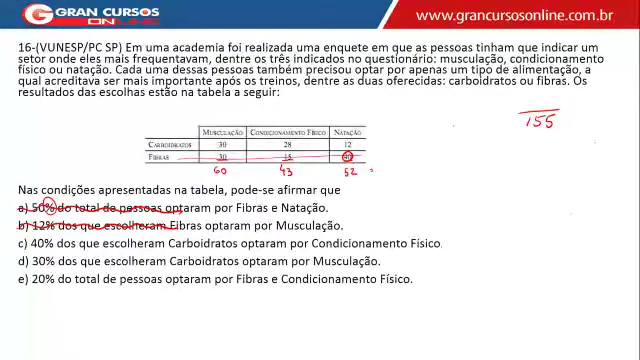 GRAN CURSOS
ONLINE
www.grancursosonline.com.br
16-(VUNESP/PC SP) Em uma academia foi realizada uma enquete em que as pessoas tinham que indicar um
setor onde eles mais frequentavam, dentre os três indicados no questionário: musculação, condicionamento
físico ou natação. Cada uma dessas pessoas também precisou optar por apenas um tipo de alimentação, a
qual acreditava ser mais importante após os treinos, dentre as duas oferecidas: carboidratos ou fibras. Os
resultados das escolhas estão na tabela a seguir:
155
MUSCULAÇÃO CONDICIONAMENTO FÍSICO NATAÇÃO
CARBOIDRATOS 30 28 12
FIBRAS 30 15 40
60 43 52
Nas condições apresentadas na tabela, pode-se afirmar que
a) 50% do total de pessoas optaram por Fibras e Natação.
b) 12% dos que escolheram Fibras optaram por Musculação.
c) 40% dos que escolheram Carboidratos optaram por Condicionamento Físico.
d) 30% dos que escolheram Carboidratos optaram por Musculação.
e) 20% do total de pessoas optaram por Fibras e Condicionamento Físico.